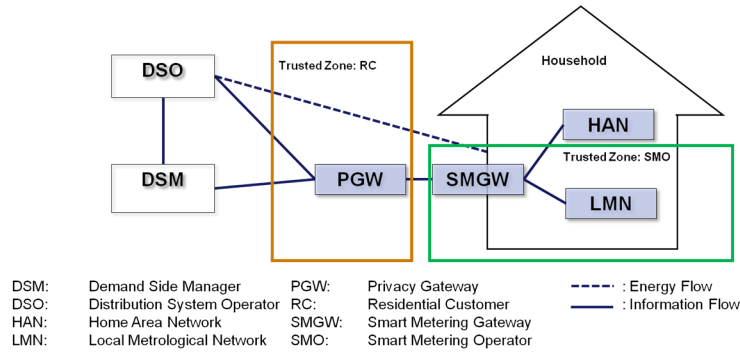 DSO
Trusted Zone: RC
Household
HAN
Trusted Zone: SMO
DSM
PGW
SMGW
LMN
DSM: Demand Side Manager PGW: Privacy Gateway : Energy Flow
DSO: Distribution System Operator RC: Residential Customer : Information Flow
HAN: Home Area Network SMGW: Smart Metering Gateway
LMN: Local Metrological Network SMO: Smart Metering Operator